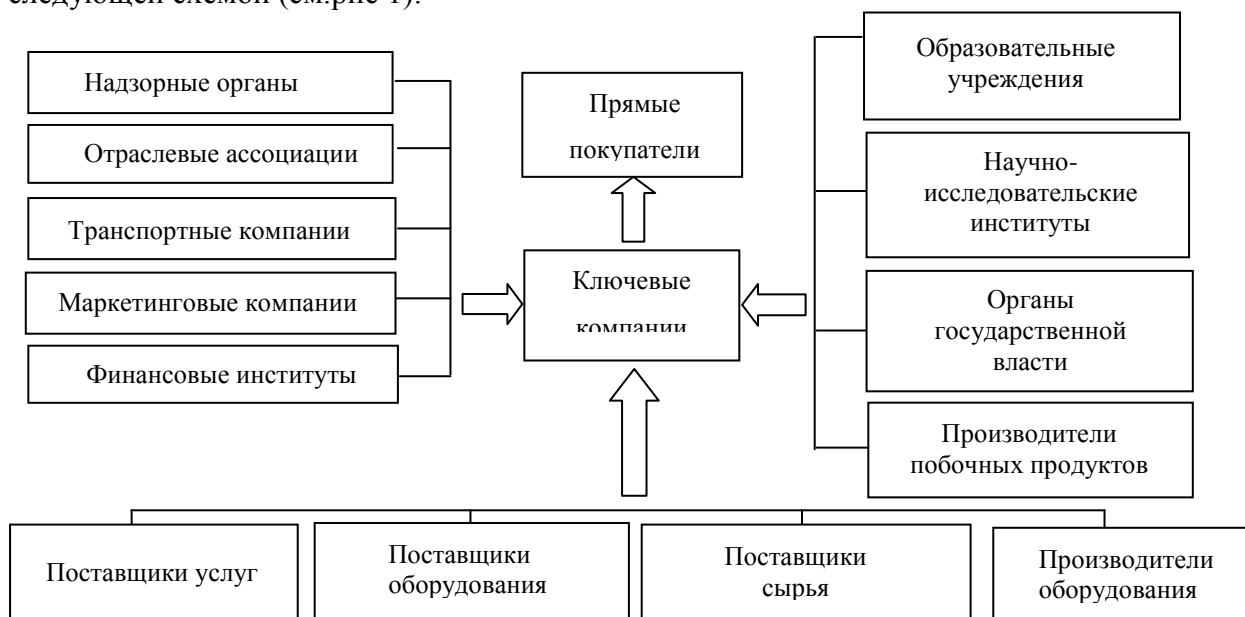 следующей схемой (см.рис 1):
Надзорные органы
Отраслевые ассоциации
Транспортные компании
Маркетинговые компании
Финансовые институты
Прямые
покупатели
Ключевые
компании
Образовательные
учреждения
Научно-
исследовательские
институты
Органы
государственной
власти
Производители
побочных продуктов
Поставщики услуг
Поставщики
оборудования
Поставщики
сырья
Производители
оборудования